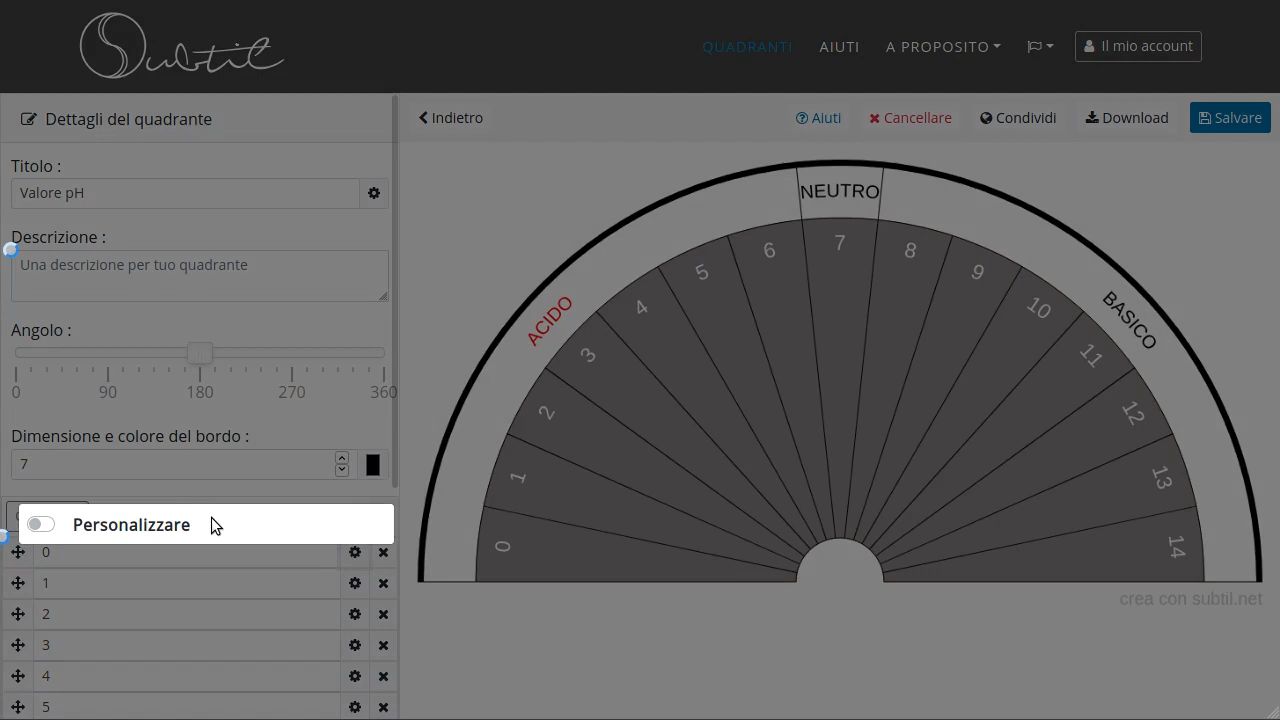 Subtil
QUADRANTI
AIUTI
A PROPOSITO
Il mio account
Dettagli del quadrante
Indietro
Aiuti
Cancellare
Condividi
Download
Salvare
Titolo :
Valore pH
Descrizione :
Una descrizione per tuo quadrante
Angolo :
0 90 180 270 360
Dimensione e colore del bordo :
7
Personalizzare
0
1
2
3
4
5
ACIDO
NEUTRO
BASICO
0
1
2
3
4
5
6
7
8
9
10
11
12
13
14
crea con subtil.net